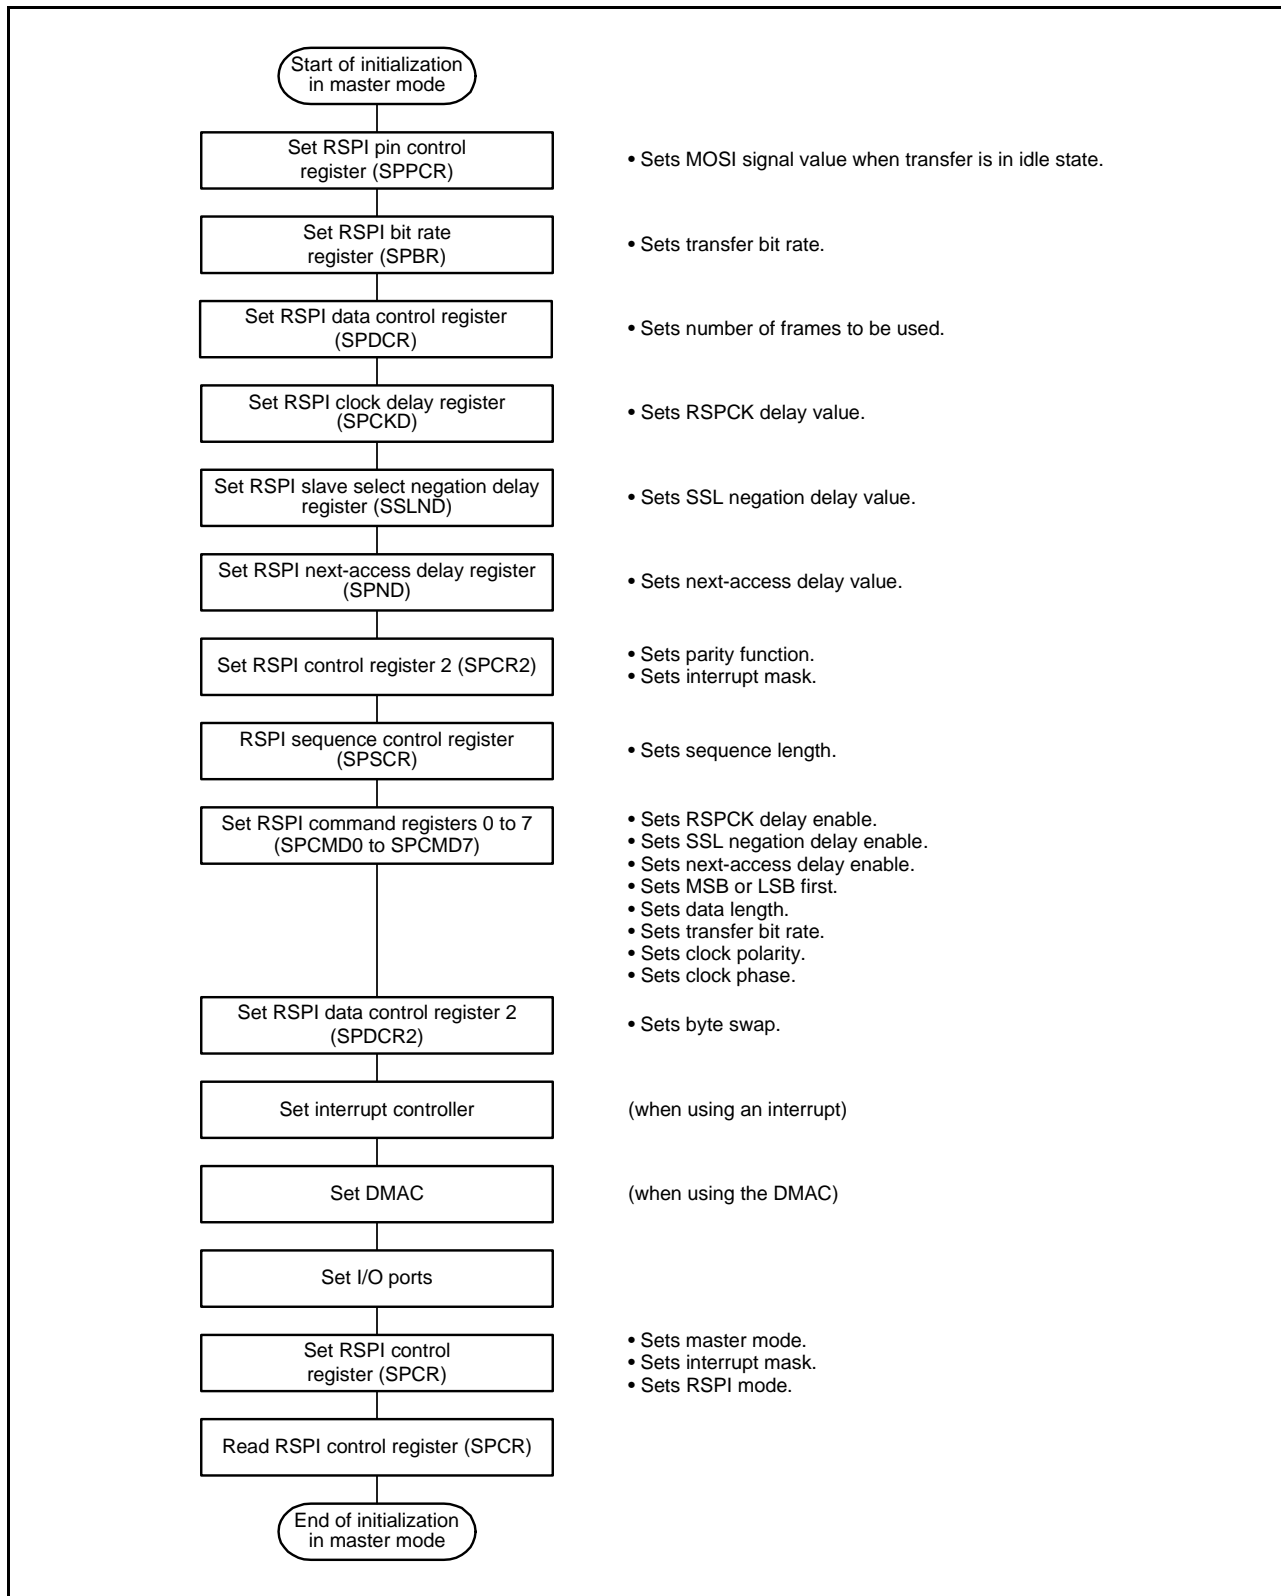 Start of initialization
in master mode
Set RSPI pin control
register (SPPCR)
• Sets MOSI signal value when transfer is in idle state.
Set RSPI bit rate
register (SPBR)
• Sets transfer bit rate.
Set RSPI data control register
(SPDCR)
• Sets number of frames to be used.
Set RSPI clock delay register
(SPCKD)
• Sets RSPCK delay value.
Set RSPI slave select negation delay
register (SSLND)
• Sets SSL negation delay value.
Set RSPI next-access delay register
(SPND)
• Sets next-access delay value.
Set RSPI control register 2 (SPCR2)
• Sets parity function.
• Sets interrupt mask.
RSPI sequence control register
(SPSCR)
• Sets sequence length.
Set RSPI command registers 0 to 7
(SPCMD0 to SPCMD7)
• Sets RSPCK delay enable.
• Sets SSL negation delay enable.
• Sets next-access delay enable.
• Sets MSB or LSB first.
• Sets data length.
• Sets transfer bit rate.
• Sets clock polarity.
• Sets clock phase.
Set RSPI data control register 2
(SPDCR2)
• Sets byte swap.
Set interrupt controller
(when using an interrupt)
Set DMAC
(when using the DMAC)
Set I/O ports
Set RSPI control
register (SPCR)
• Sets master mode.
• Sets interrupt mask.
• Sets RSPI mode.
Read RSPI control register (SPCR)
End of initialization
in master mode